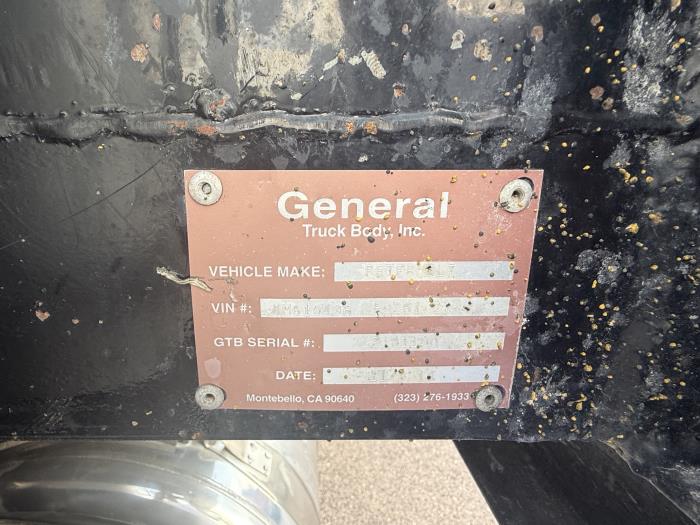 General
Truck Body, Inc.
VEHICLE MAKE:
VIN #:
GTB SERIAL #:
DATE:
Montebello, CA 90640 (323) 276-1933